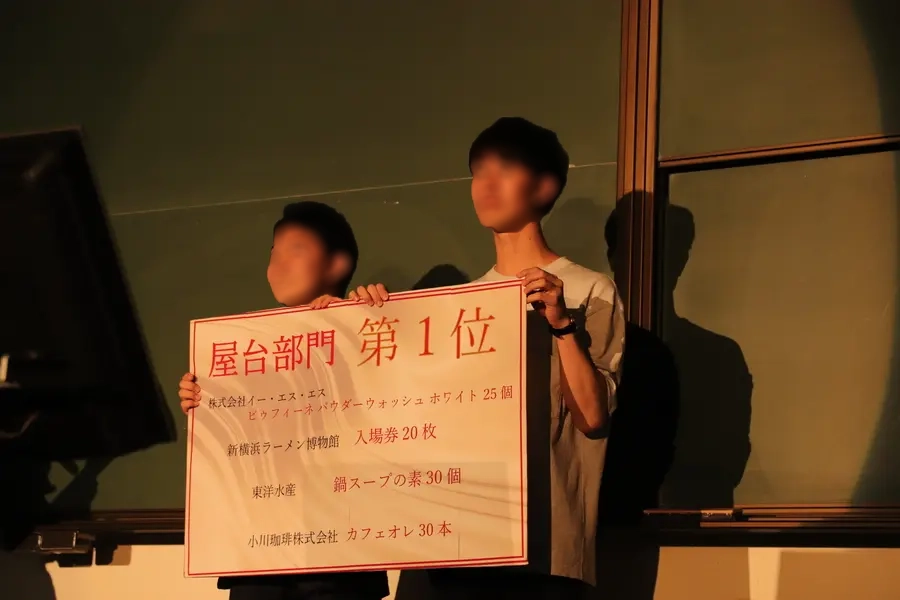 屋台部門 第1位
株式会社イー・エス・エス
ピゥフィーネ パウダーウォッシュ ホワイト 25個
新横浜ラーメン博物館 入場券20枚
東洋水産 鍋スープの素30個
小川珈琲株式会社 カフェオレ30本